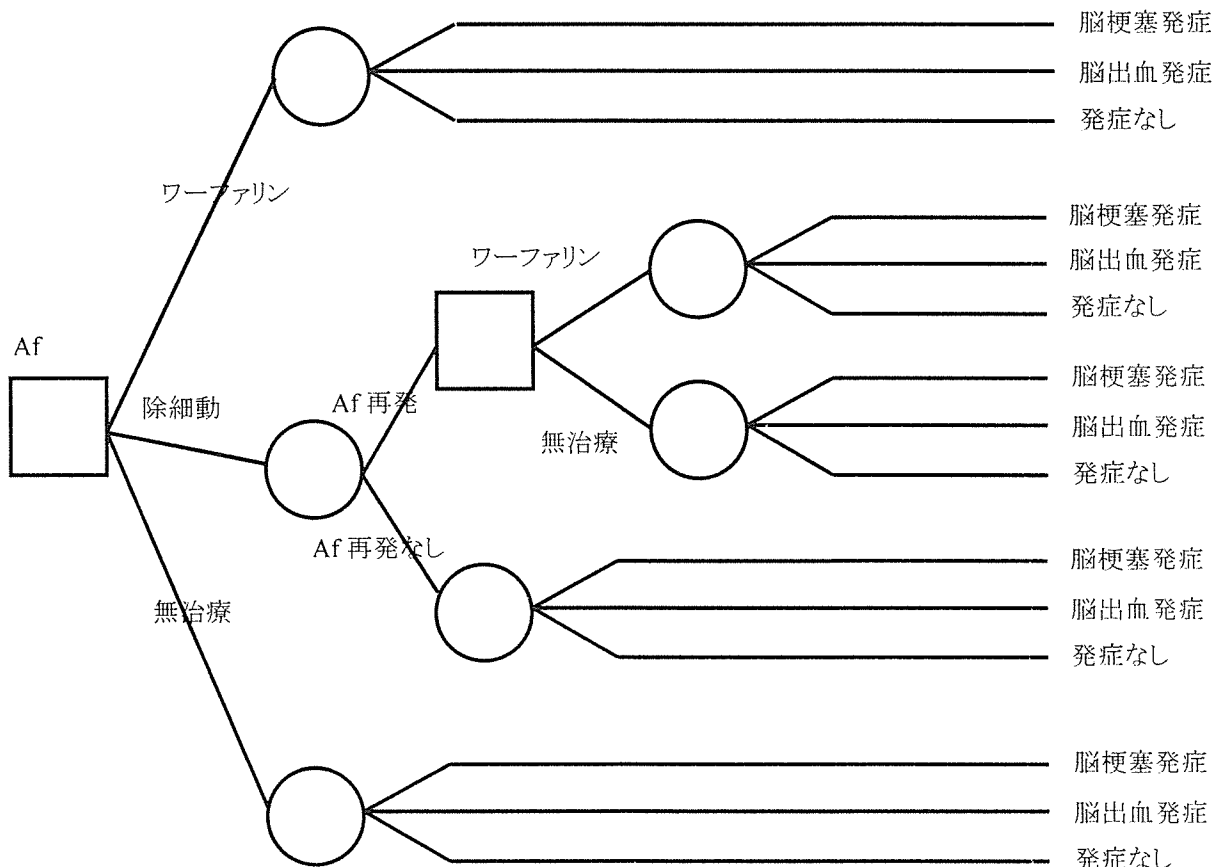 脳梗塞発症
脳出血発症
発症なし
ワーファリン
脳梗塞発症
ワーファリン
脳出血発症
発症なし
Af
脳梗塞発症
除細動
Af 再発
脳出血発症
無治療
発症なし
Af 再発なし
脳梗塞発症
無治療
脳出血発症
発症なし
脳梗塞発症
脳出血発症
発症なし